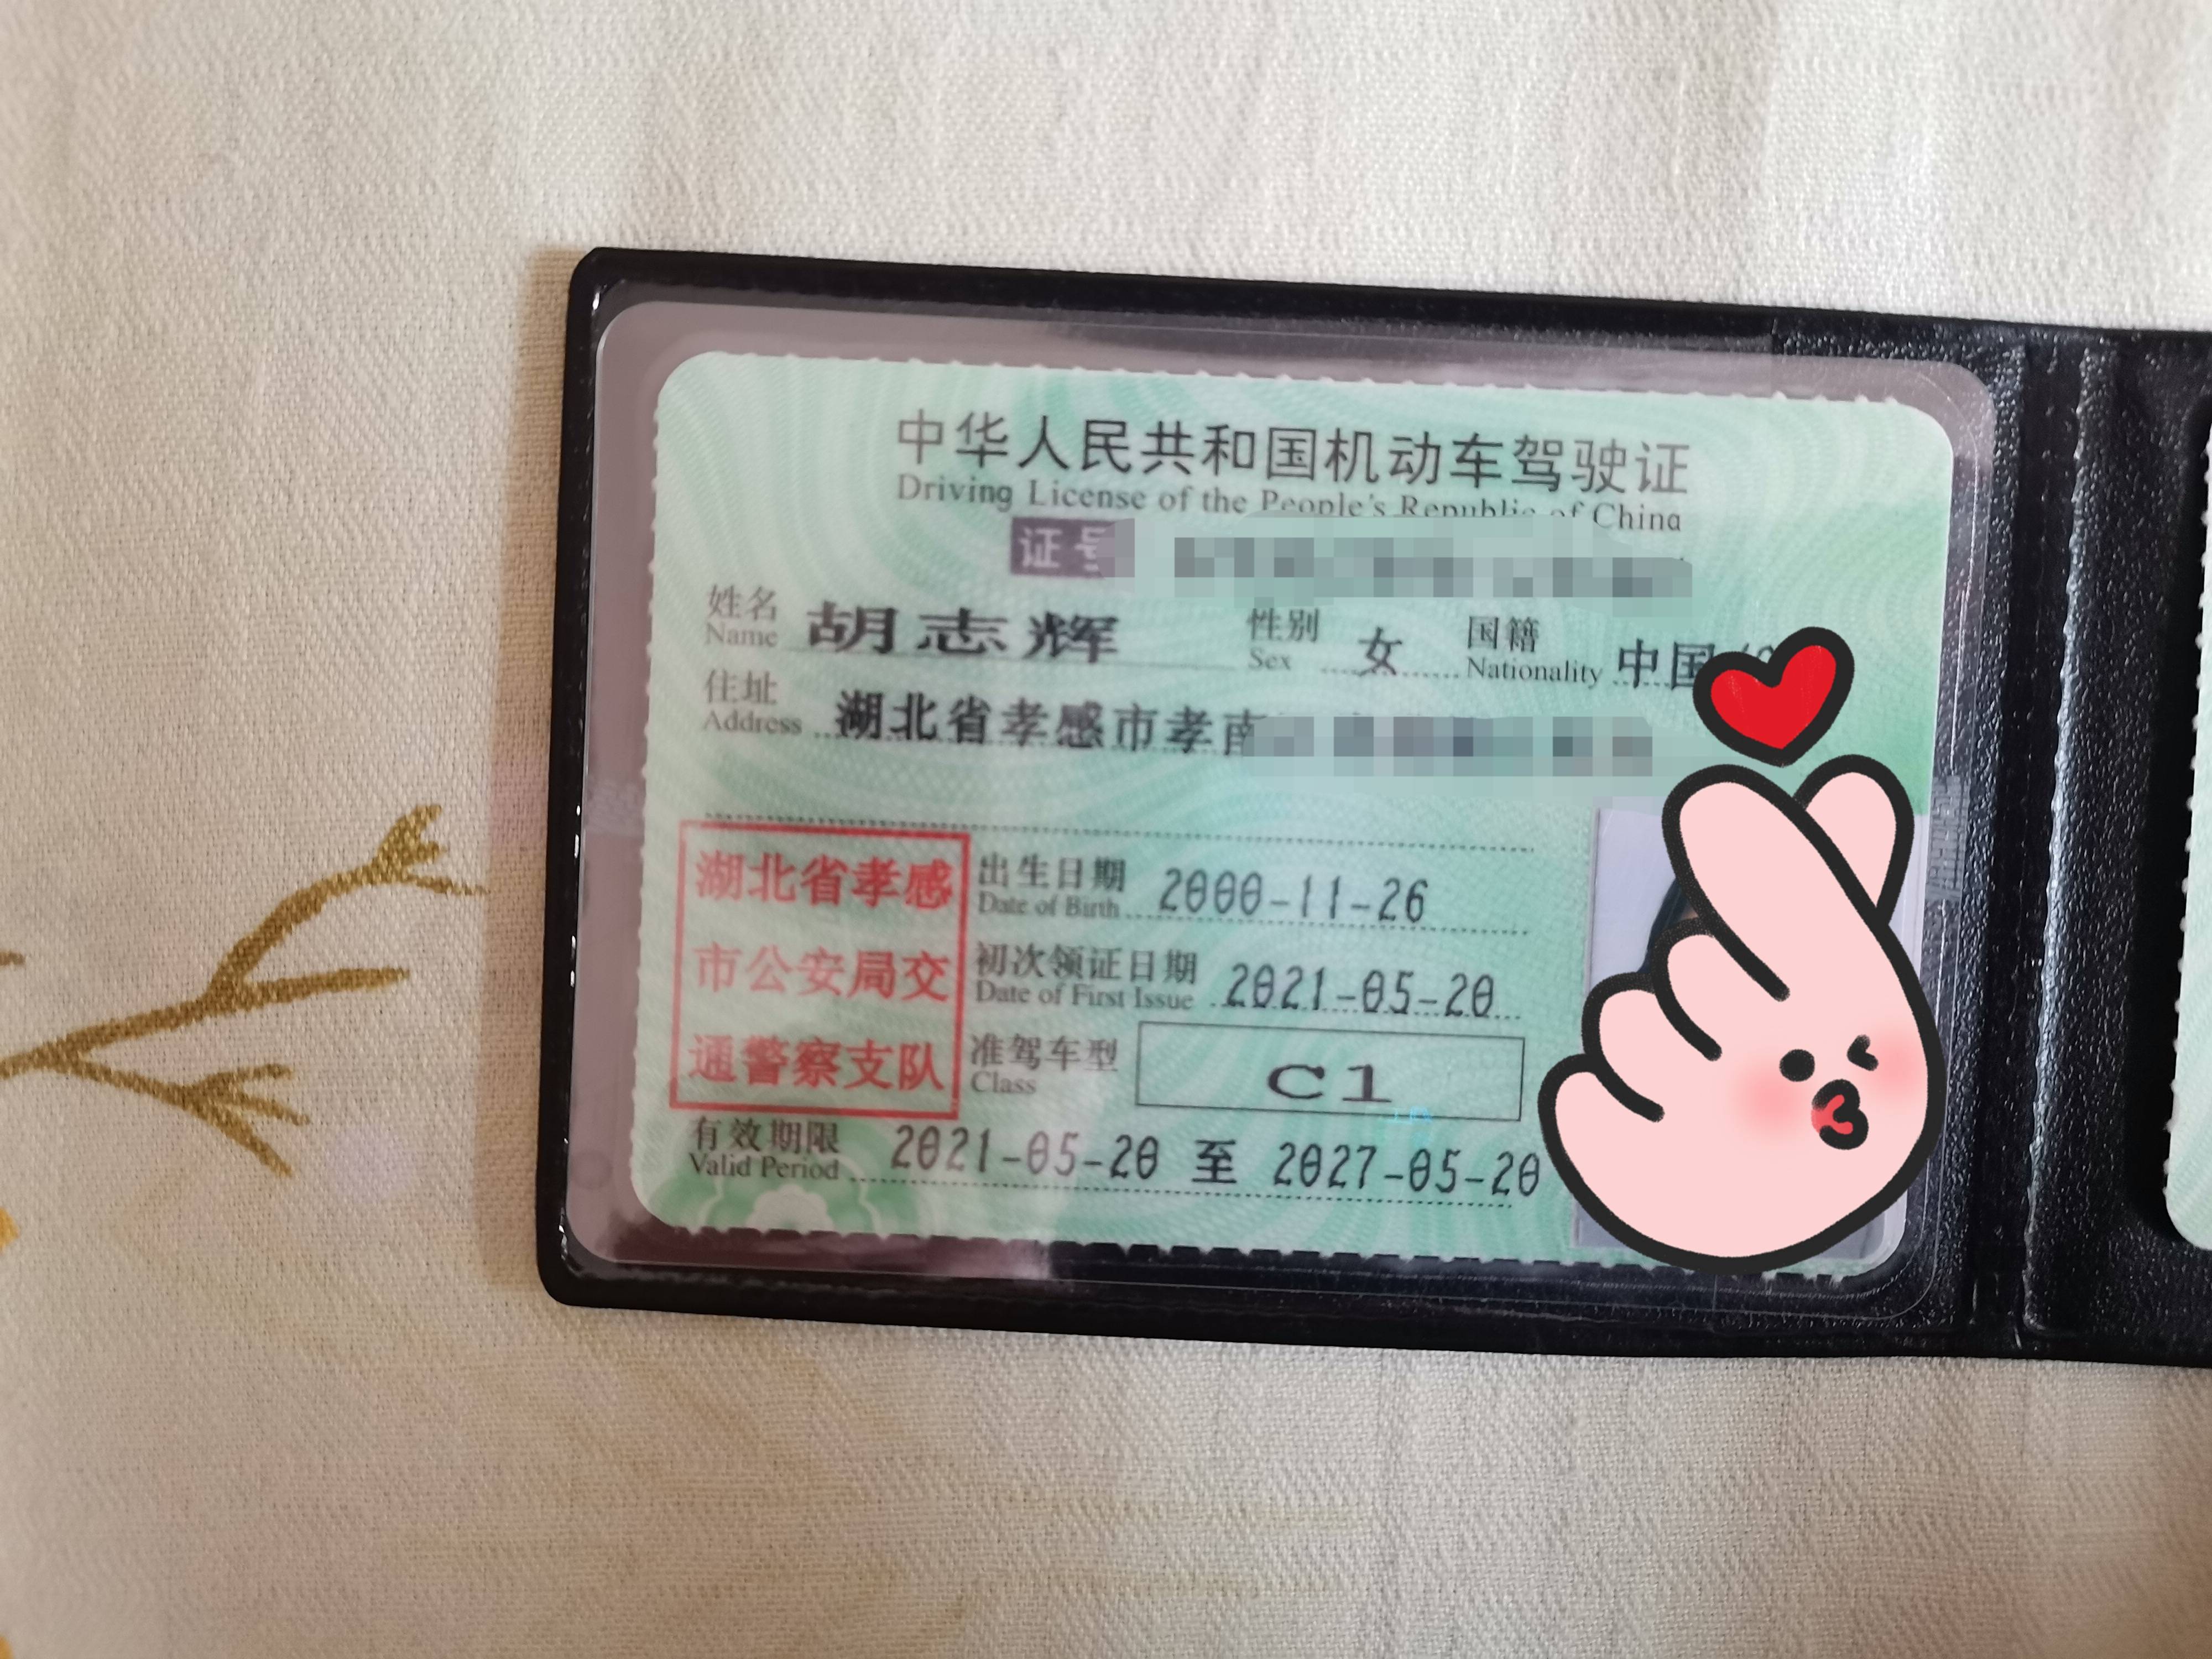 中华人民共和国机动车驾驶证
Driving License of the People's Republic of China
证号
姓名 胡志辉 性别 女 国籍 中国
Name Sex Nationality
住址 湖北省孝感市孝南
Address
湖北省孝感
市公安局交
通警察支队
出生日期 2000-11-26
Date of Birth
初次领证日期 2021-05-20
Date of First Issue
准驾车型 C1
Class
有效期限 2021-05-20 至 2027-05-20
Valid Period